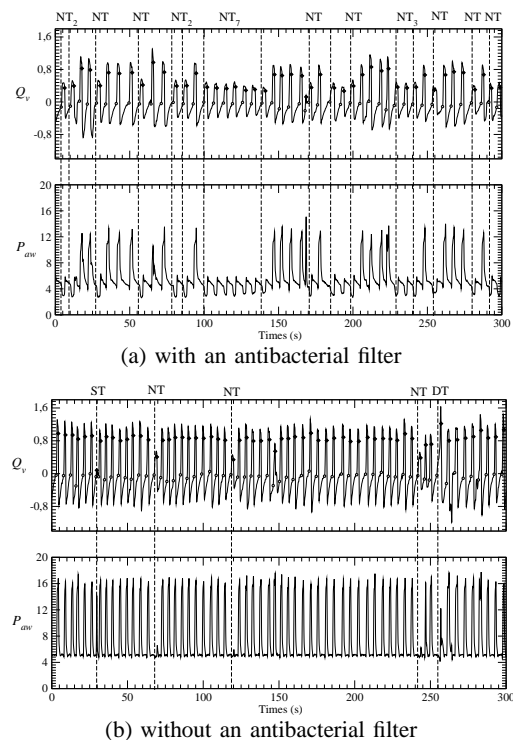 NT2 NT NT NT2 NT7 NT NT NT3 NT NT NT
1,6
0,8
Qv
0
-0,8
20
16
12
Paw
8
4
0
0 50 100 150 200 250 300
Times (s)
(a) with an antibacterial filter
ST NT NT NT DT
1,6
0,8
Qv
0
-0,8
20
16
12
Paw
8
4
0
0 50 100 150 200 250 300
Times (s)
(b) without an antibacterial filter